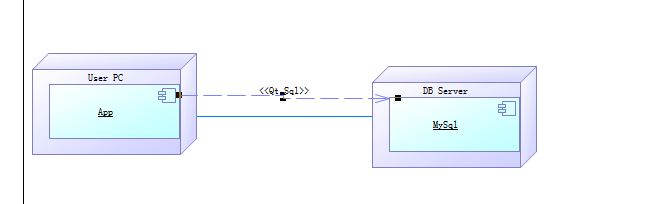 User PC
App
<<Qt_Sql>>
DB Server
MySql